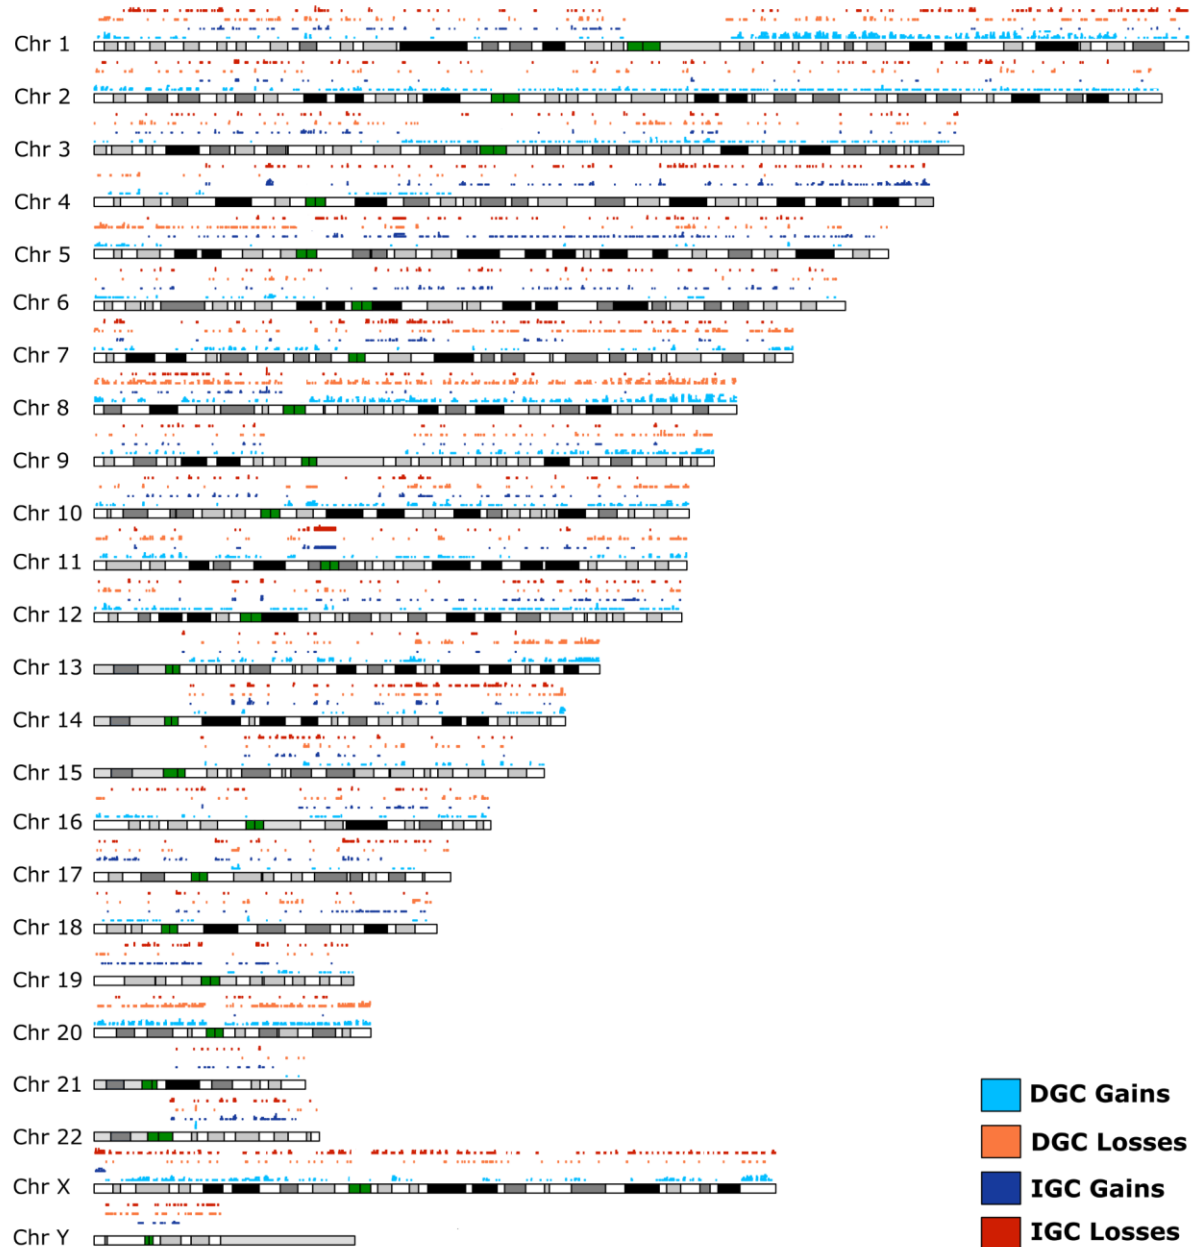 Chr 1
Chr 2
Chr 3
Chr 4
Chr 5
Chr 6
Chr 7
Chr 8
Chr 9
Chr 10
Chr 11
Chr 12
Chr 13
Chr 14
Chr 15
Chr 16
Chr 17
Chr 18
Chr 19
Chr 20
Chr 21
Chr 22
Chr X
Chr Y
DGC Gains
DGC Losses
IGC Gains
IGC Losses